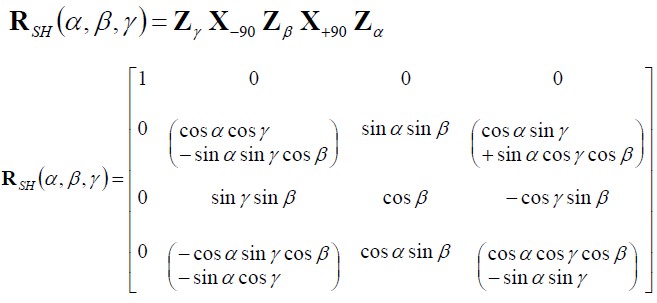 R_SH(α, β, γ) = Z_γ X_−90 Z_β X_+90 Z_α
1 0 0 0
0 (cos α cos γ − sin α sin γ cos β) sin α sin β (cos α sin γ + sin α cos γ cos β)
R_SH(α, β, γ) = 0 sin γ sin β cos β − cos γ sin β
0 (− cos α sin γ cos β − sin α cos γ) cos α sin β (cos α cos γ cos β − sin α sin γ)